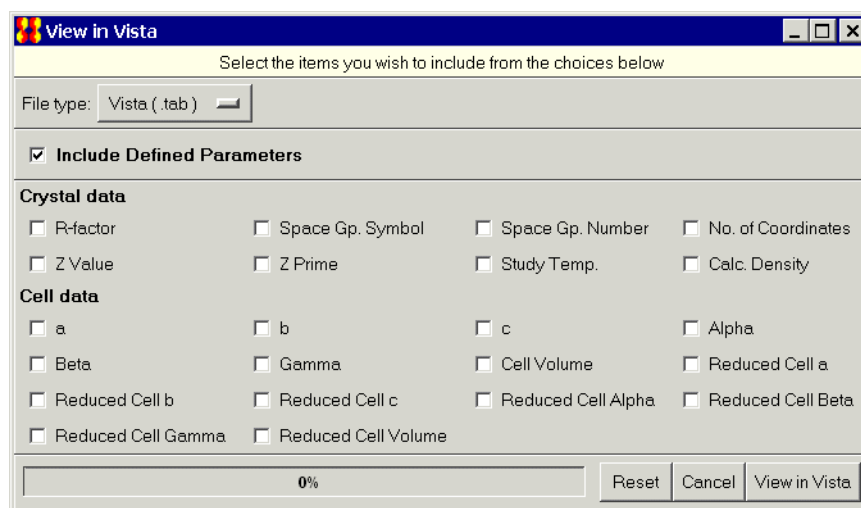 View in Vista
Select the items you wish to include from the choices below
File type: Vista ( .tab )
Include Defined Parameters
Crystal data
R-factor Space Gp. Symbol Space Gp. Number No. of Coordinates
Z Value Z Prime Study Temp. Calc. Density
Cell data
a b c Alpha
Beta Gamma Cell Volume Reduced Cell a
Reduced Cell b Reduced Cell c Reduced Cell Alpha Reduced Cell Beta
Reduced Cell Gamma Reduced Cell Volume
0% Reset Cancel View in Vista